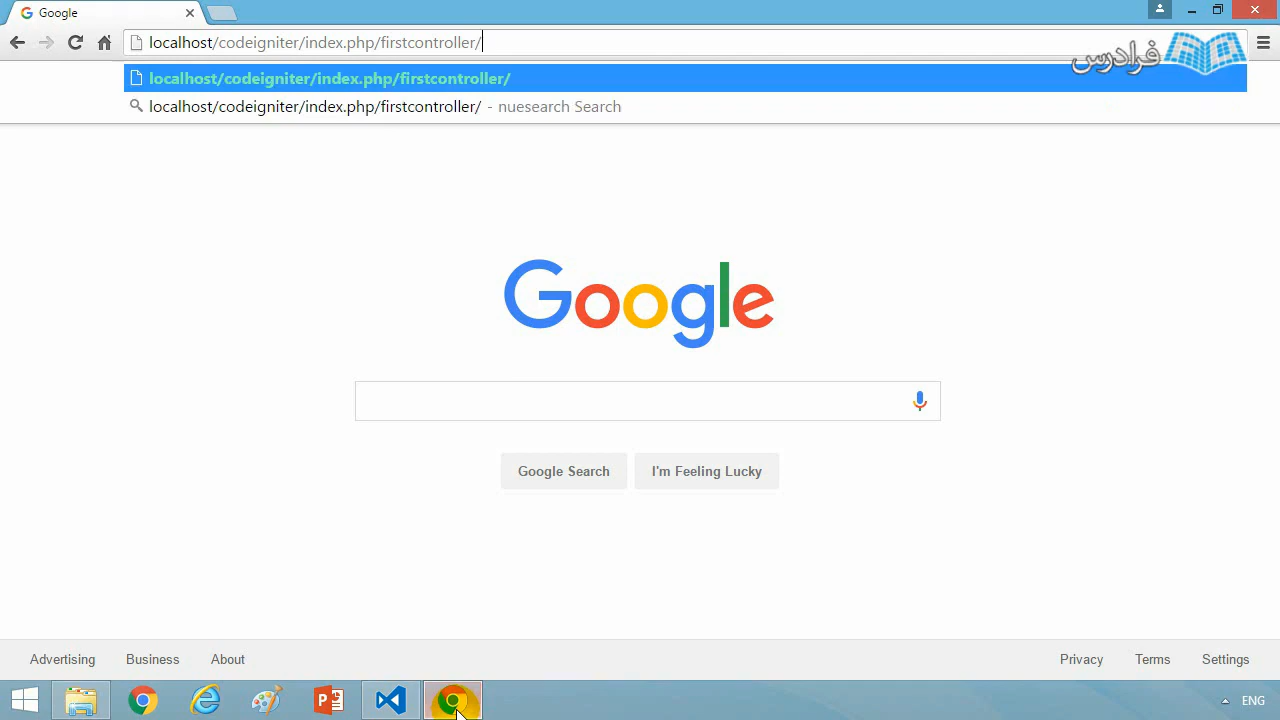 Google
localhost/codeigniter/index.php/firstcontroller/
فرادرس
localhost/codeigniter/index.php/firstcontroller/
localhost/codeigniter/index.php/firstcontroller/ - nuesearch Search
Google
Google Search
I'm Feeling Lucky
Advertising
Business
About
Privacy
Terms
Settings
ENG